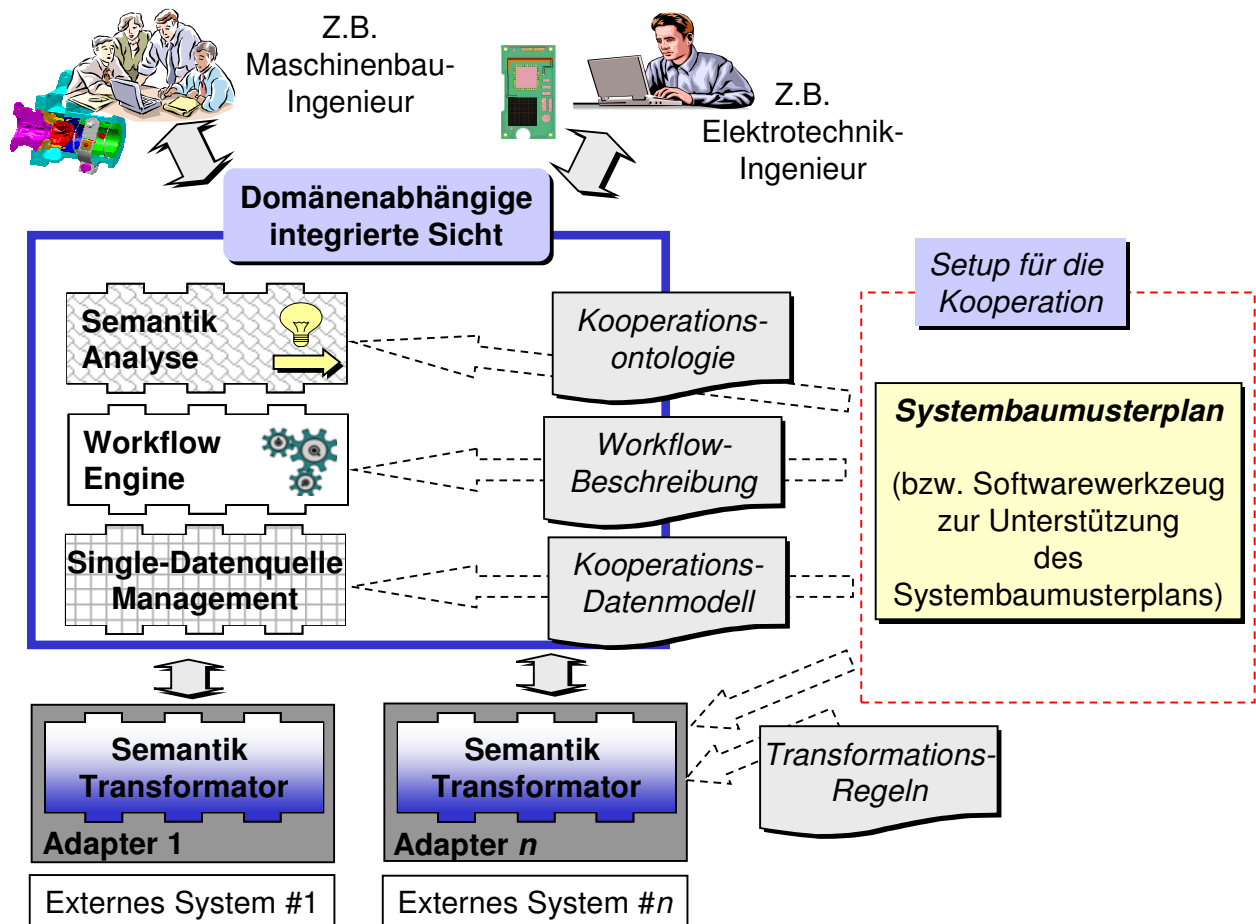 Z.B.
Maschinenbau-
Ingenieur
Z.B.
Elektrotechnik-
Ingenieur
Domänenabhängige
integrierte Sicht
Setup für die
Kooperation
Semantik
Analyse
Kooperations-
ontologie
Workflow
Engine
Workflow-
Beschreibung
Single-Datenquelle
Management
Kooperations-
Datenmodell
Systembaumusterplan
(bzw. Softwarewerkzeug
zur Unterstützung
des
Systembaumusterplans)
Semantik
Transformator
Adapter 1
Externes System #1
Semantik
Transformator
Adapter n
Externes System #n
Transformations-
Regeln